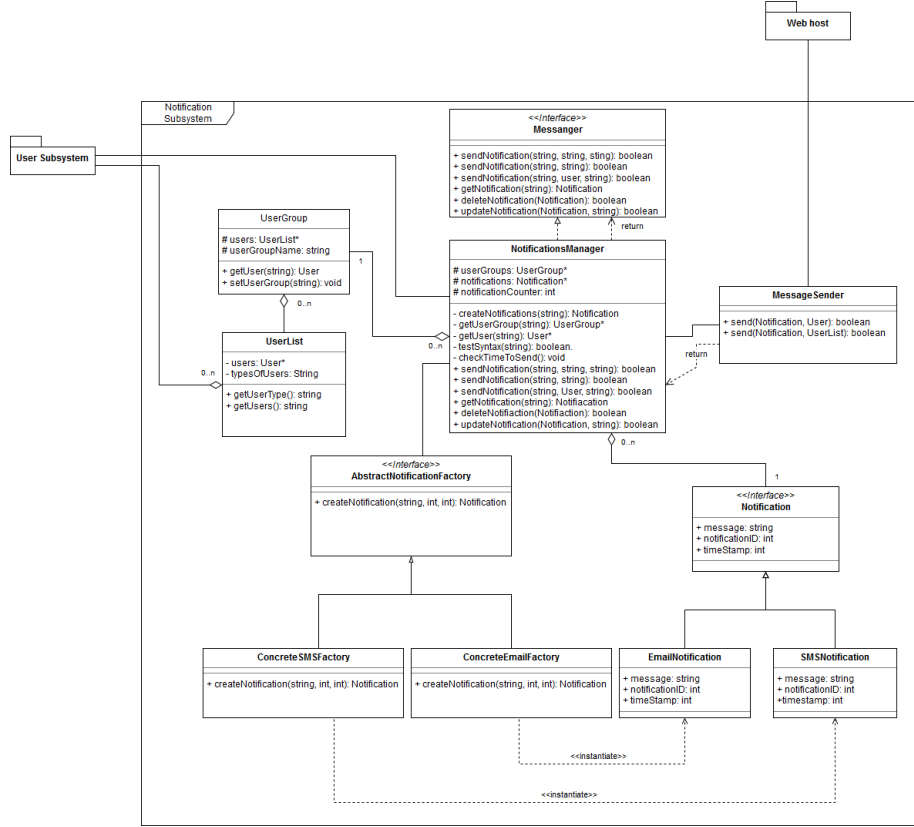 Web host
Notification
Subsystem
User Subsystem
<<Interface>>
Messanger
+ sendNotification(string, string, sting): boolean
+ sendNotification(string, string): boolean
+ sendNotification(string, user, string): boolean
+ getNotification(string): Notification
+ deleteNotification(Notification): boolean
+ updateNotification(Notification, string): boolean
return
UserGroup
# users: UserList*
# userGroupName: string
+ getUser(string): User
+ setUserGroup(string): void
1
0..n
0..n
NotificationsManager
# userGroups: UserGroup*
# notifications: Notification*
# notificationCounter: int
- createNotifications(string): Notification
- getUserGroup(string): UserGroup*
- getUser(string): User*
- testSyntax(string): boolean.
- checkTimeToSend(): void
+ sendNotification(string, string, string): boolean
+ sendNotification(string, string): boolean
+ sendNotification(string, User, string): boolean
+ getNotification(string): Notifiacation
+ deleteNotifiaction(Notifiaction): boolean
+ updateNotification(Notification, string): boolean
MessageSender
+ send(Notification, User): boolean
+ send(Notification, UserList): boolean
return
UserList
- users: User*
- typesOfUsers: String
+ getUserType(): string
+ getUsers(): string
0..n
0..n
1
<<Interface>>
AbstractNotificationFactory
+ createNotification(string, int, int): Notification
<<Interface>>
Notification
+ message: string
+ notificationID: int
+ timeStamp: int
ConcreteSMSFactory
+ createNotification(string, int, int): Notification
ConcreteEmailFactory
+ createNotification(string, int, int): Notification
EmailNotification
+ message: string
+ notificationID: int
+ timeStamp: int
SMSNotification
+ message: string
+ notificationID: int
+timestamp: int
<<instantiate>>
<<instantiate>>